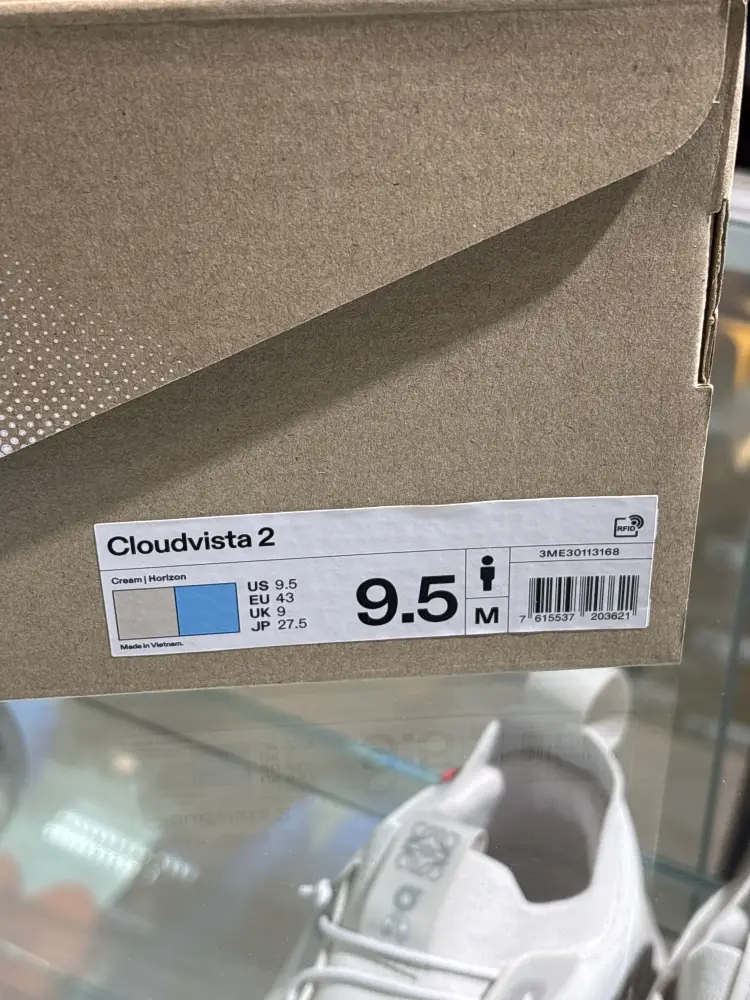 Cloudvista 2
RFID
Cream | Horizon
US 9.5
EU 43
UK 9
JP 27.5
Made in Vietnam.
9.5
M
3ME30113168
7 615537 203621